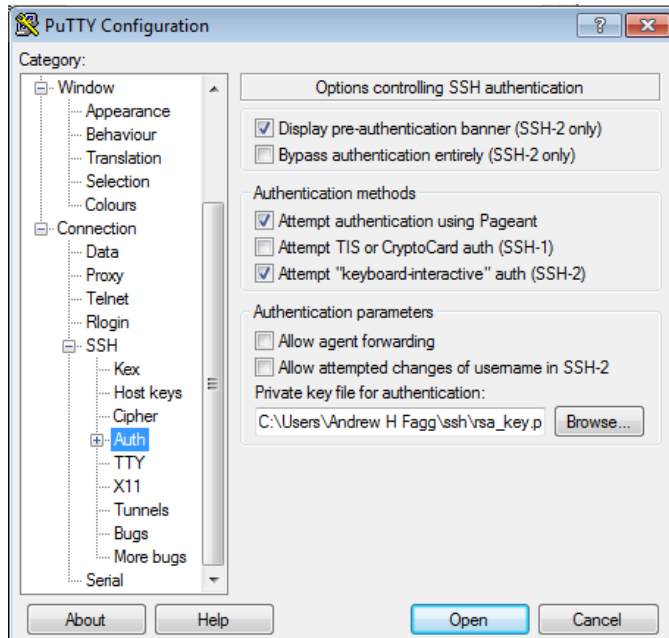 PuTTY Configuration
Category:
Window
Appearance
Behaviour
Translation
Selection
Colours
Connection
Data
Proxy
Telnet
Rlogin
SSH
Kex
Host keys
Cipher
Auth
TTY
X11
Tunnels
Bugs
More bugs
Serial
Options controlling SSH authentication
Display pre-authentication banner (SSH-2 only)
Bypass authentication entirely (SSH-2 only)
Authentication methods
Attempt authentication using Pageant
Attempt TIS or CryptoCard auth (SSH-1)
Attempt "keyboard-interactive" auth (SSH-2)
Authentication parameters
Allow agent forwarding
Allow attempted changes of username in SSH-2
Private key file for authentication:
C:\Users\Andrew H Fagg\ssh\rsa_key.p Browse...
About Help Open Cancel